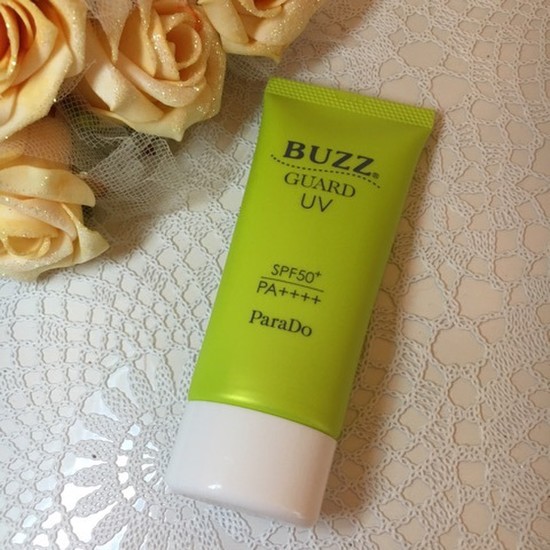 BUZZ®
GUARD
UV
SPF50+
PA++++
ParaDo